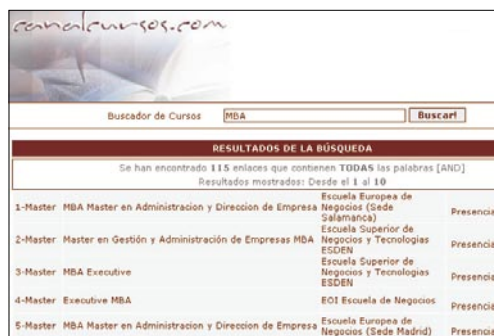 canalcursos.com
Buscador de Cursos MBA Buscar!
RESULTADOS DE LA BÚSQUEDA
Se han encontrado 115 enlaces que contienen TODAS las palabras [AND]
Resultados mostrados: Desde el 1 al 10
1-Master MBA Master en Administracion y Direccion de Empresa Escuela Europea de Negocios (Sede Salamanca) Presencia
2-Master Master en Gestión y Administración de Empresas MBA Escuela Superior de Negocios y Tecnologias ESDEN Presencia
3-Master MBA Executive Escuela Superior de Negocios y Tecnologias ESDEN Presencia
4-Master Executive MBA EOI Escuela de Negocios Presencia
5-Master MBA Master en Administracion y Direccion de Empresa Escuela Europea de Negocios (Sede Madrid) Presencia